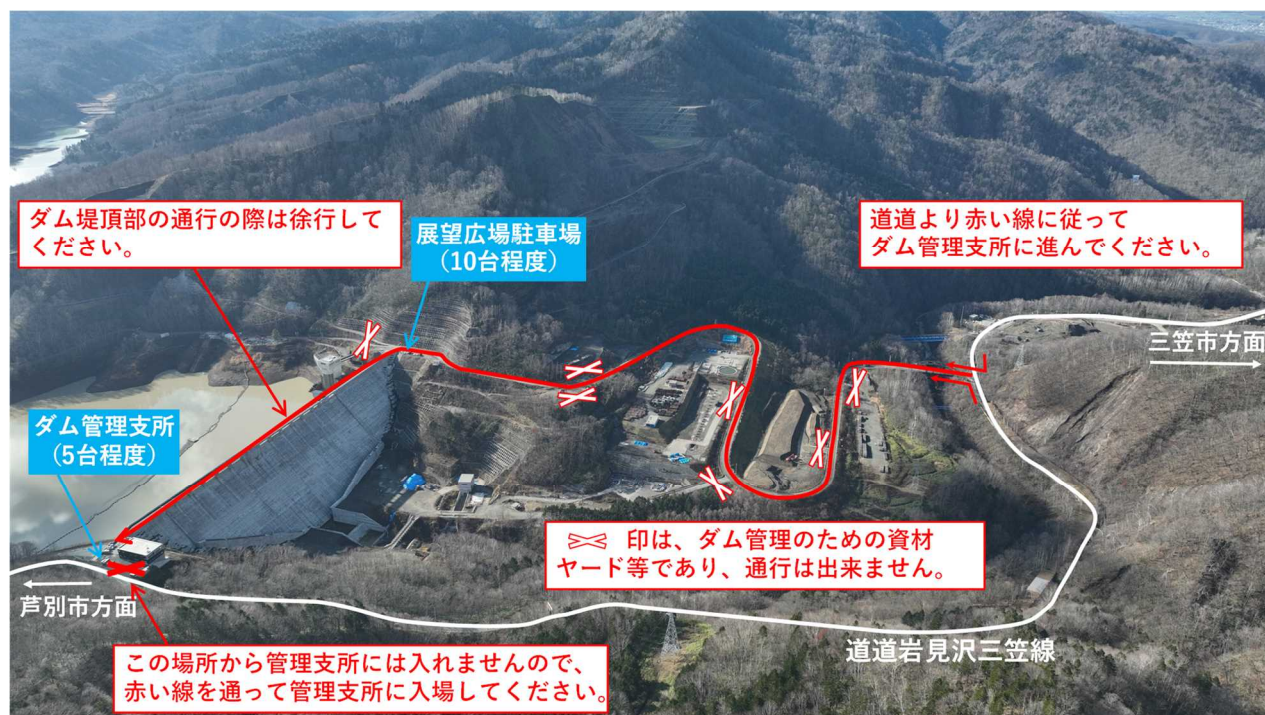 ダム堤頂部の通行の際は徐行して
ください。
展望広場駐車場
（10台程度）
道道より赤い線に従って
ダム管理支所に進んでください。
三笠市方面
ダム管理支所
（5台程度）
印は、ダム管理のための資材
ヤード等であり、通行は出来ません。
芦別市方面
道道岩見沢三笠線
この場所から管理支所には入れませんので、
赤い線を通って管理支所に入場してください。